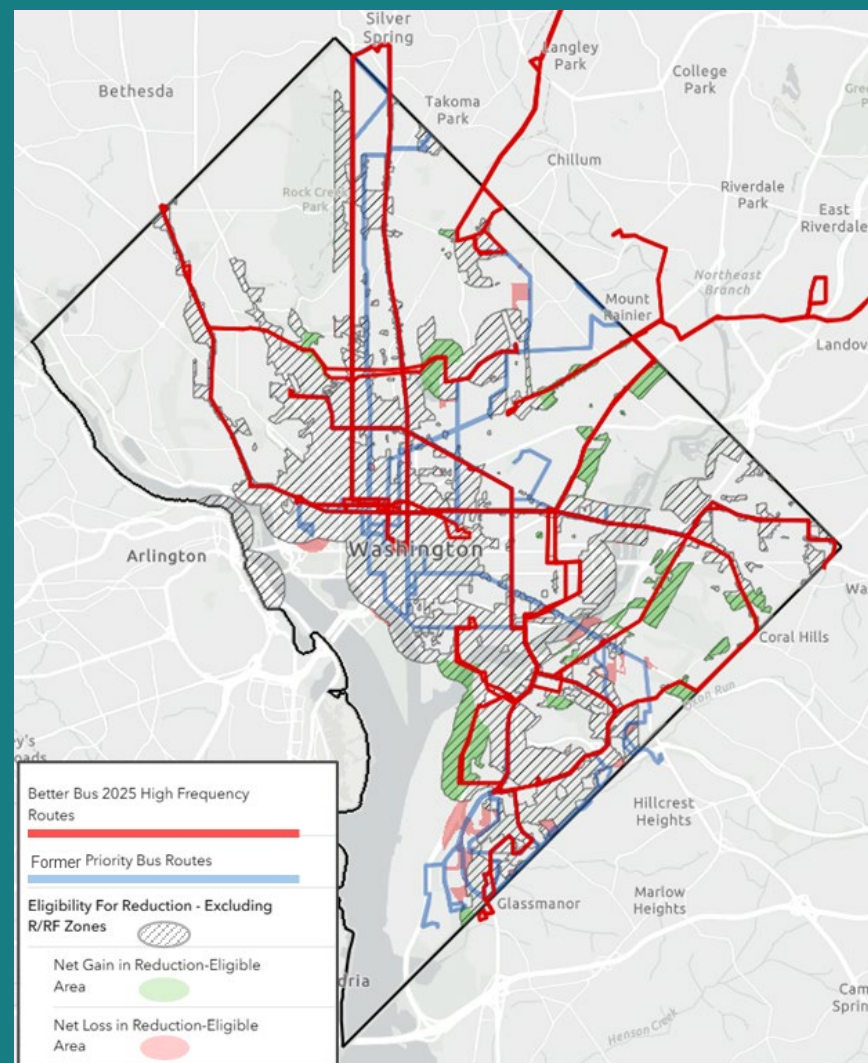 Silver
Spring
Langley
Park
Bethesda
College
Park
Takoma
Park
Chillum
Rock Creek
Park
Riverdale
Park
East
Riverdale
Northeast
Branch
Mount
Rainier
Landov
Arlington
Washington
Wa
Coral Hills
Oxon Run
Hillcrest
Heights
Marlow
Heights
Glassmanor
dria
Cam
Spring
Henson Creek
ey's
oads
Better Bus 2025 High Frequency
Routes
Former Priority Bus Routes
Eligibility For Reduction - Excluding
R/RF Zones
Net Gain in Reduction-Eligible
Area
Net Loss in Reduction-Eligible
Area